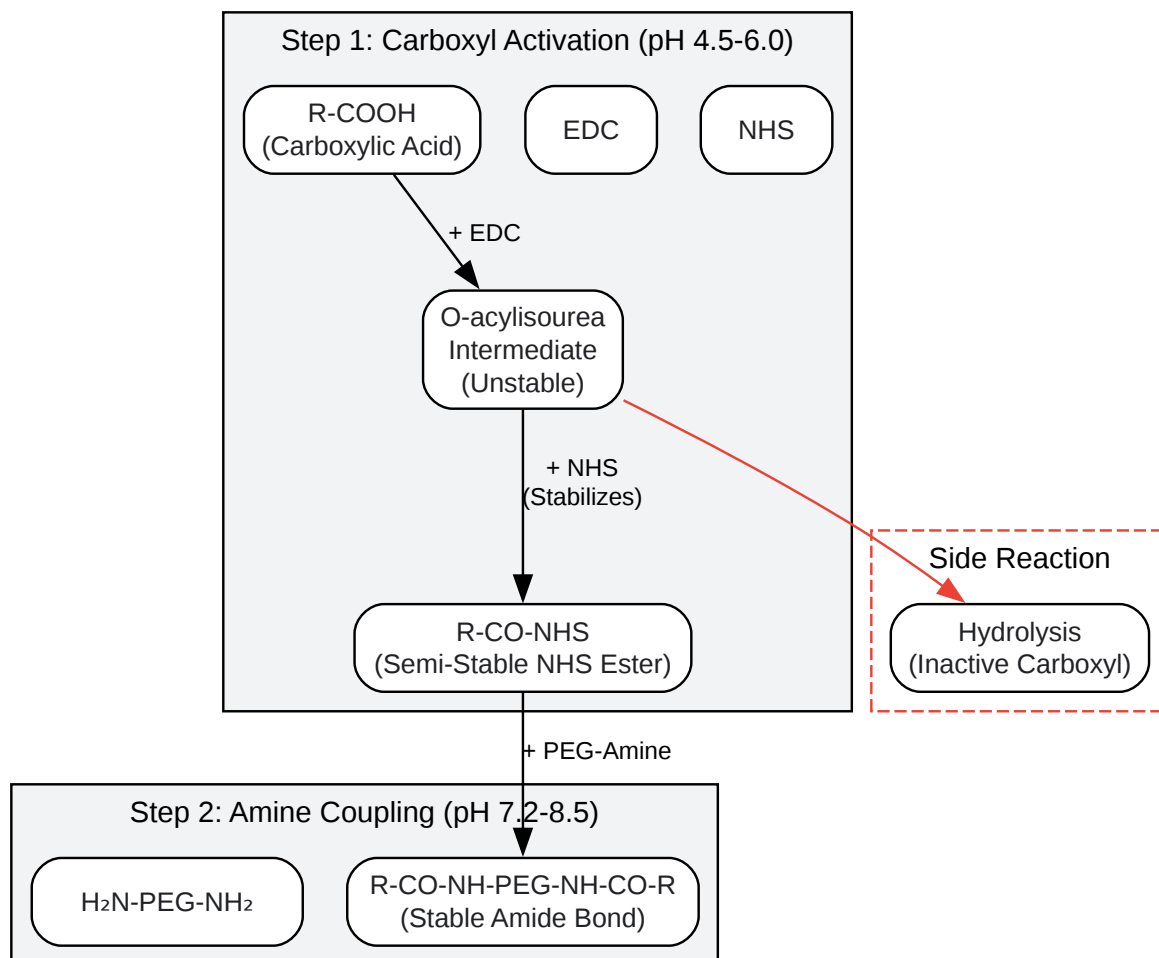 Step 1: Carboxyl Activation (pH 4.5-6.0)
R-COOH
(Carboxylic Acid)
EDC
NHS
+ EDC
O-acylisourea
Intermediate
(Unstable)
+ NHS
(Stabilizes)
Side Reaction
R-CO-NHS
(Semi-Stable NHS Ester)
Hydrolysis
(Inactive Carboxyl)
+ PEG-Amine
Step 2: Amine Coupling (pH 7.2-8.5)
H₂N-PEG-NH₂
R-CO-NH-PEG-NH-CO-R
(Stable Amide Bond)